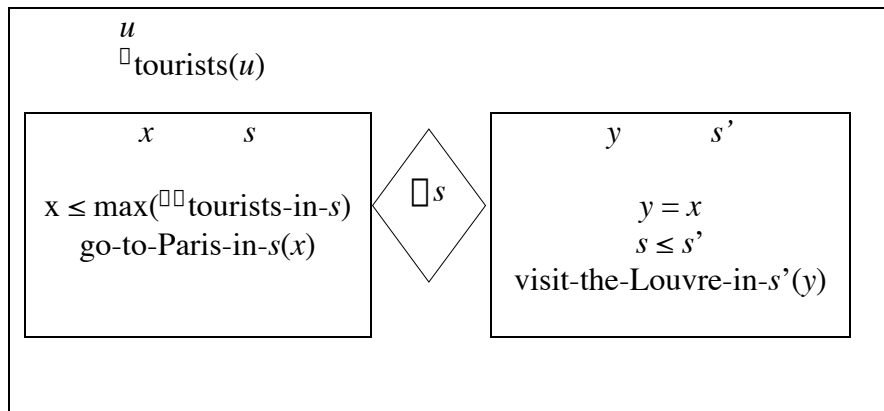 u
▯tourists(u)
x s
x ≤ max(▯▯tourists-in-s)
go-to-Paris-in-s(x)
▯s
y s’
y = x
s ≤ s’
visit-the-Louvre-in-s’(y)